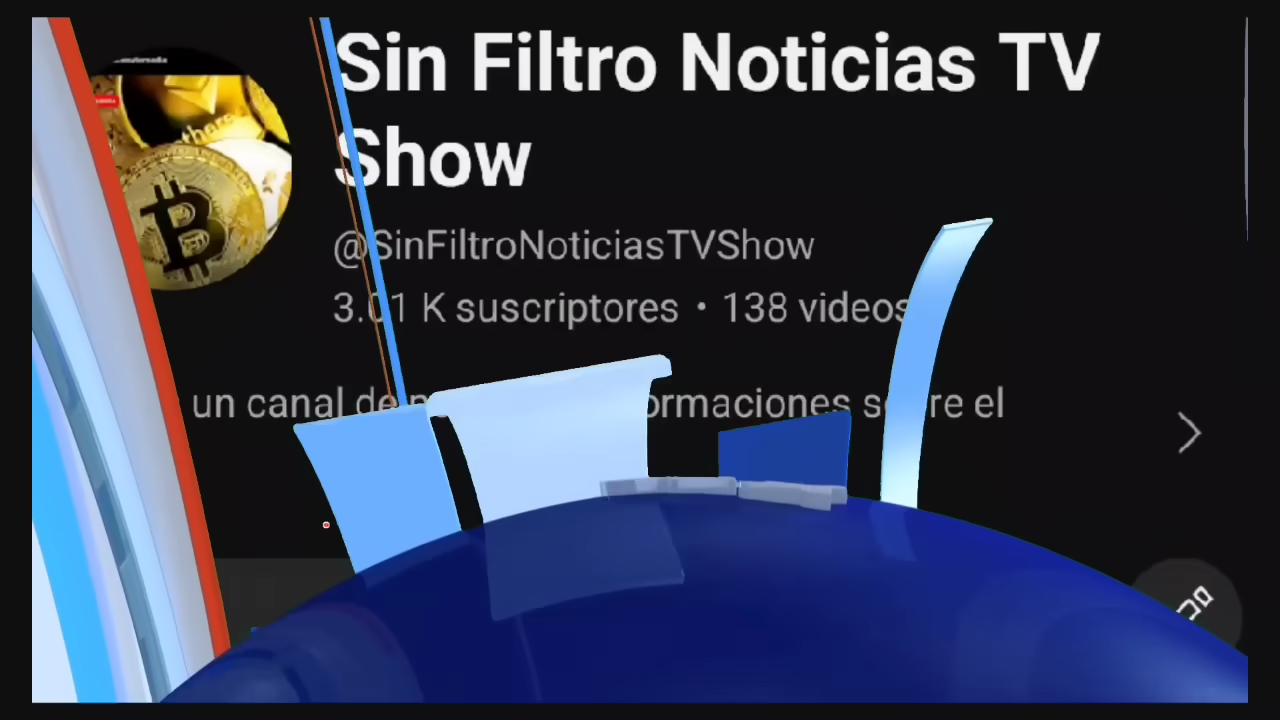 Sin Filtro Noticias TV
Show
@SinFiltroNoticiasTVShow
3.01 K suscriptores • 138 videos
un canal de ormaciones re el